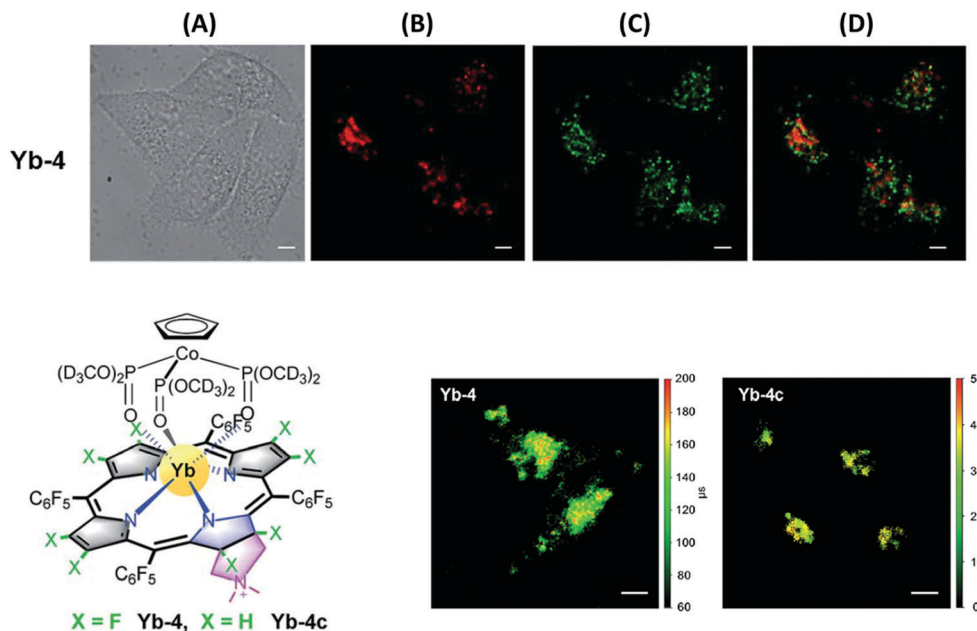 (A) (B) (C) (D)
Yb-4
Co
(D₃CO)₂P P(OCD₃)₂ P(OCD₃)₂
O O O
C₆F₅
X X
X Yb X
N N
C₆F₅ C₆F₅
N N
X X
X X
C₆F₅
N
+
X = F Yb-4, X = H Yb-4c
Yb-4
200
180
160
140
120
100
80
60
µs
Yb-4c
5
4
3
2
1
0